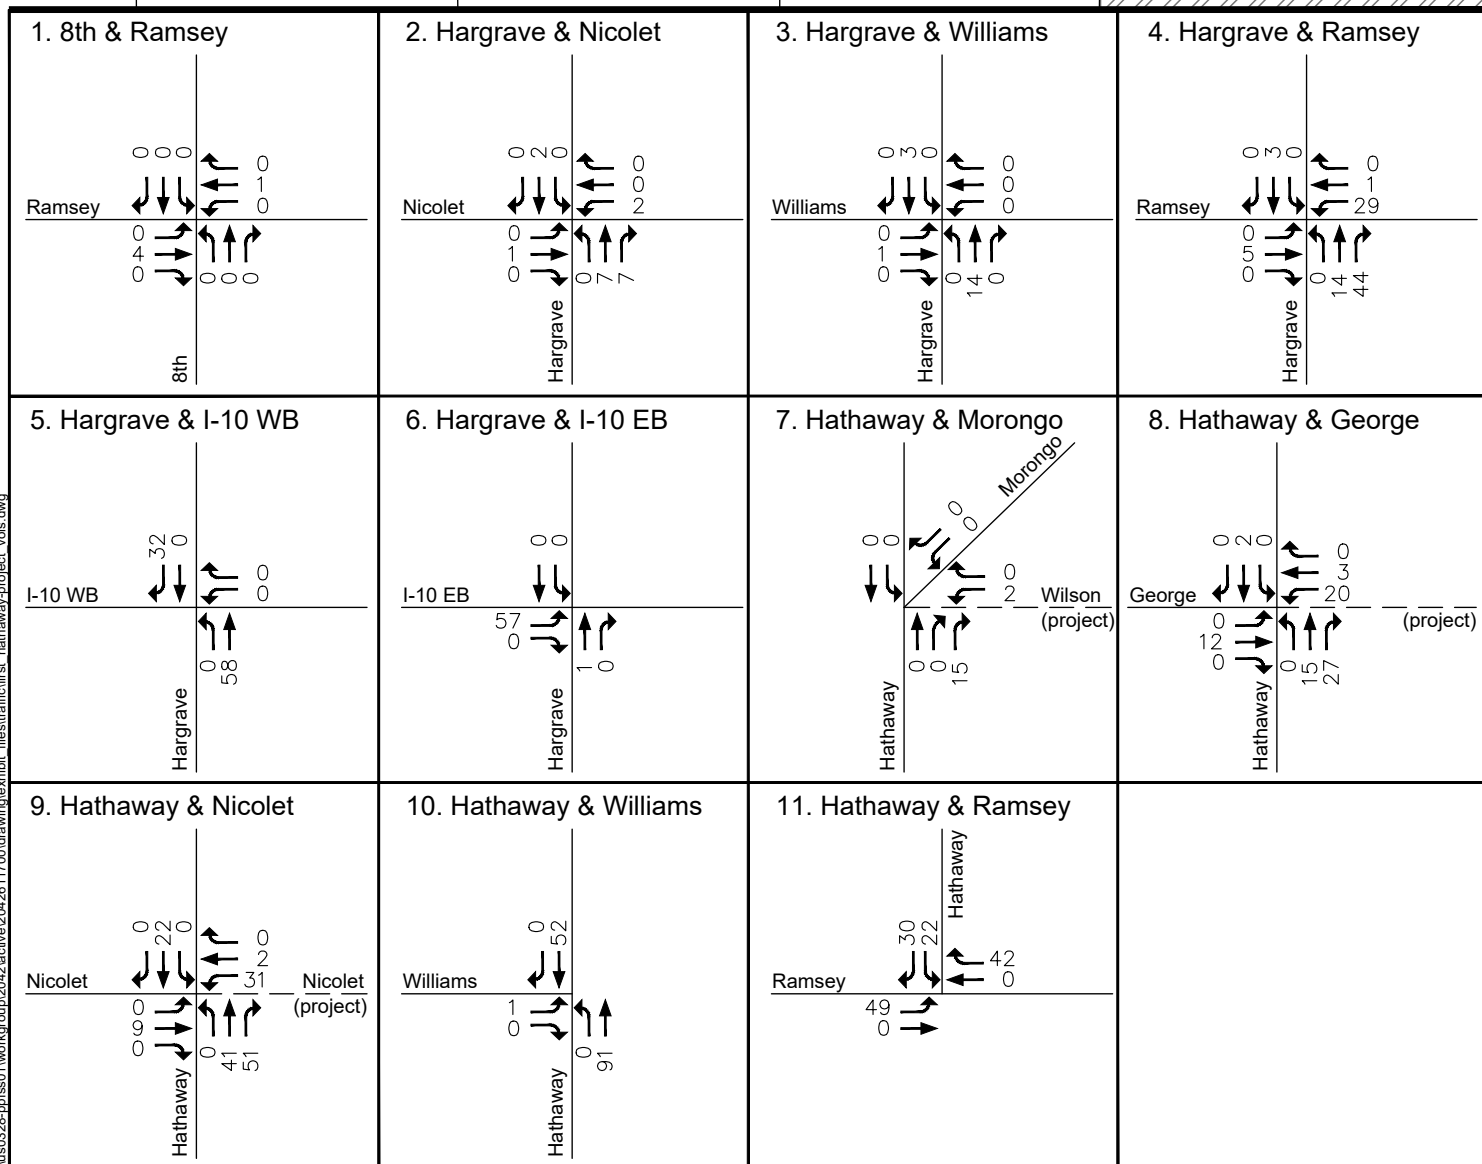 1. 8th & Ramsey
0 0 0
0
1
0
Ramsey
0
4
0
0 0 0
8th
2. Hargrave & Nicolet
0 2 0
0
0
2
Nicolet
0
1
0
0 7 7
Hargrave
3. Hargrave & Williams
0 3 0
0
0
0
Williams
0
1
0
0 14 0
Hargrave
4. Hargrave & Ramsey
0 3 0
0
1
29
Ramsey
0
5
0
0 14 44
Hargrave
5. Hargrave & I-10 WB
32 0
0
0
I-10 WB
0 58
Hargrave
6. Hargrave & I-10 EB
0 0
I-10 EB
57
0
1 0
Hargrave
7. Hathaway & Morongo
Morongo
0 0
0 0
0
2
Wilson
(project)
0 0 15
Hathaway
8. Hathaway & George
0 2 0
0
3
20
George
(project)
0
12
0
0 15 27
Hathaway
9. Hathaway & Nicolet
0 22 0
0
2
31
Nicolet
Nicolet
(project)
0
9
0
0 41 51
Hathaway
10. Hathaway & Williams
0 52
Williams
1
0
0 91
Hathaway
11. Hathaway & Ramsey
Hathaway
30 22
42
0
Ramsey
49
0